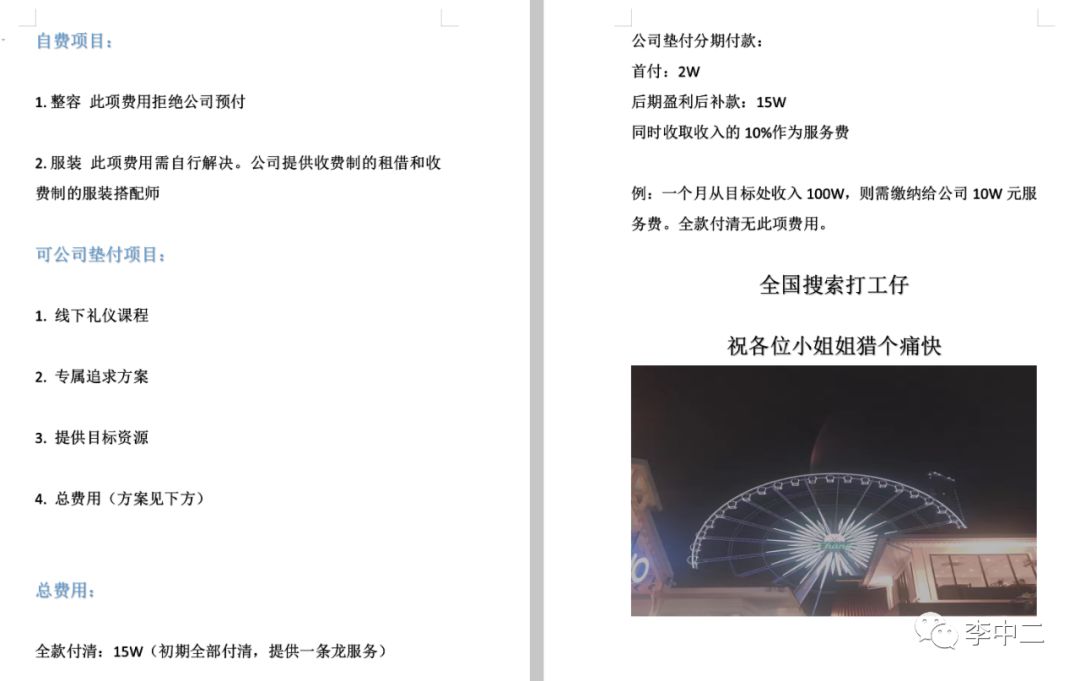 自费项目：
1. 整容 此项费用拒绝公司预付
2. 服装 此项费用需自行解决。公司提供收费制的租借和收
费制的服装搭配师
可公司垫付项目：
1. 线下礼仪课程
2. 专属追求方案
3. 提供目标资源
4. 总费用（方案见下方）
总费用：
全款付清：15W（初期全部付清，提供一条龙服务）
公司垫付分期付款：
首付：2W
后期盈利后补款：15W
同时收取收入的 10%作为服务费
例：一个月从目标处收入 100W，则需缴纳给公司 10W 元服
务费。全款付清无此项费用。
全国搜索打工仔
祝各位小姐姐猎个痛快
Chang
李中二